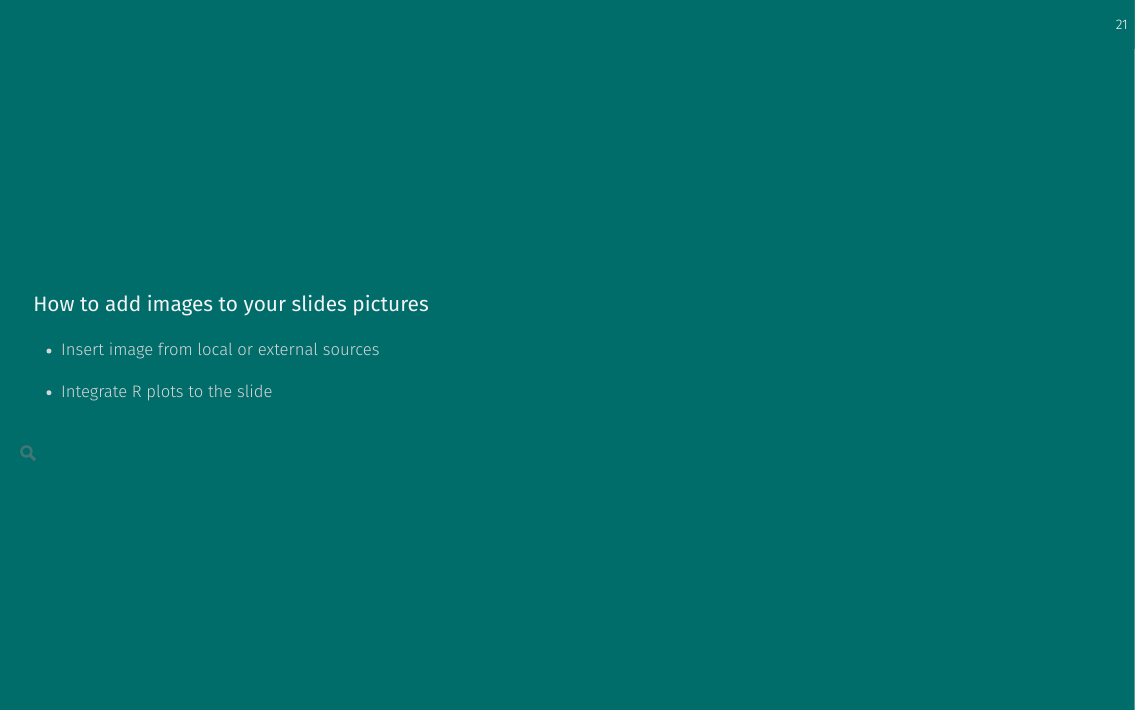 21
How to add images to your slides pictures
Insert image from local or external sources
Integrate R plots to the slide